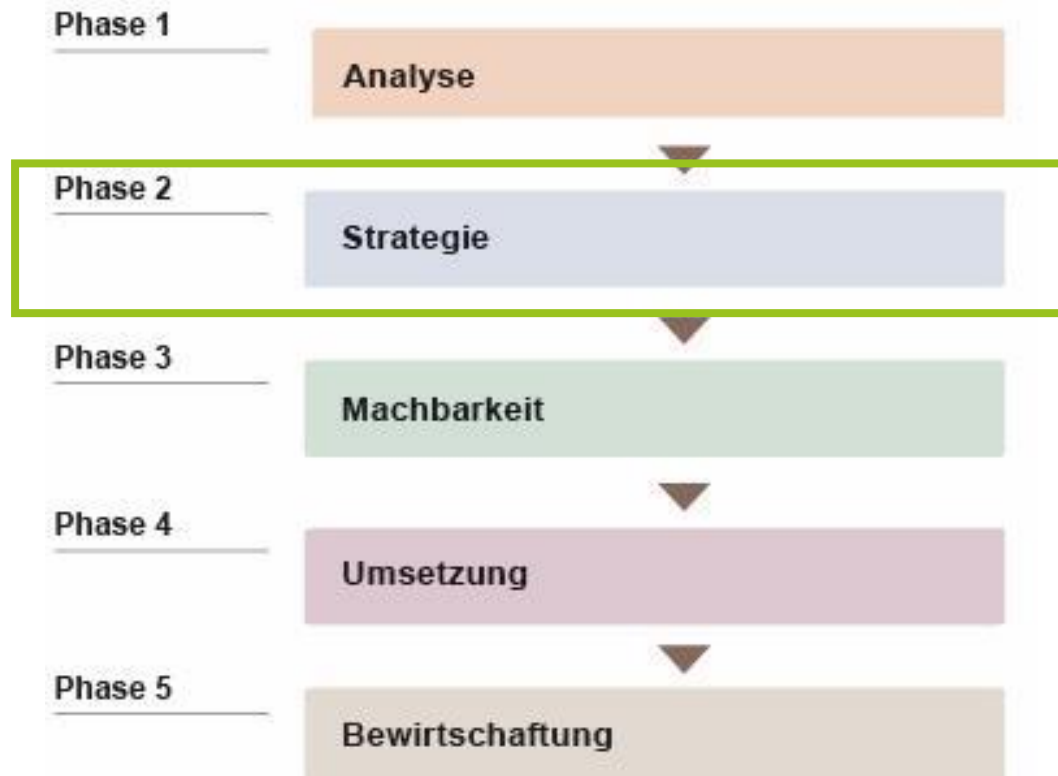 Phase 1
Analyse
Phase 2
Strategie
Phase 3
Machbarkeit
Phase 4
Umsetzung
Phase 5
Bewirtschaftung